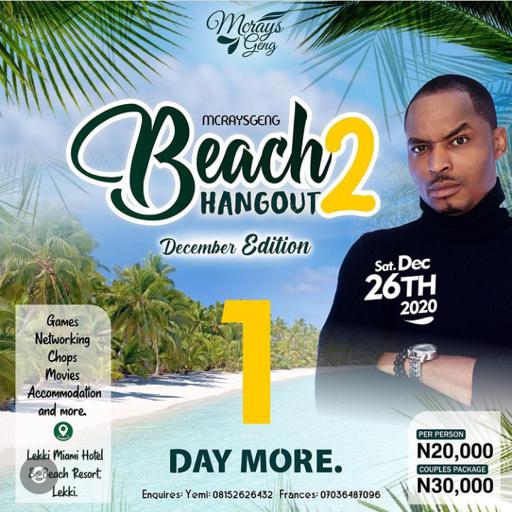 Mcrays
Geng
MCRAYSGENG
Beach 2
HANGOUT
December Edition
Sat. Dec
26TH
2020
1
DAY MORE.
Games
Networking
Chops
Movies
Accommodation
and more.
Lekki Miami Hotel
& Beach Resort,
Lekki.
PER PERSON
N20,000
COUPLES PACKAGE
N30,000
Enquires: Yemi: 08152626432 Frances: 07036487096